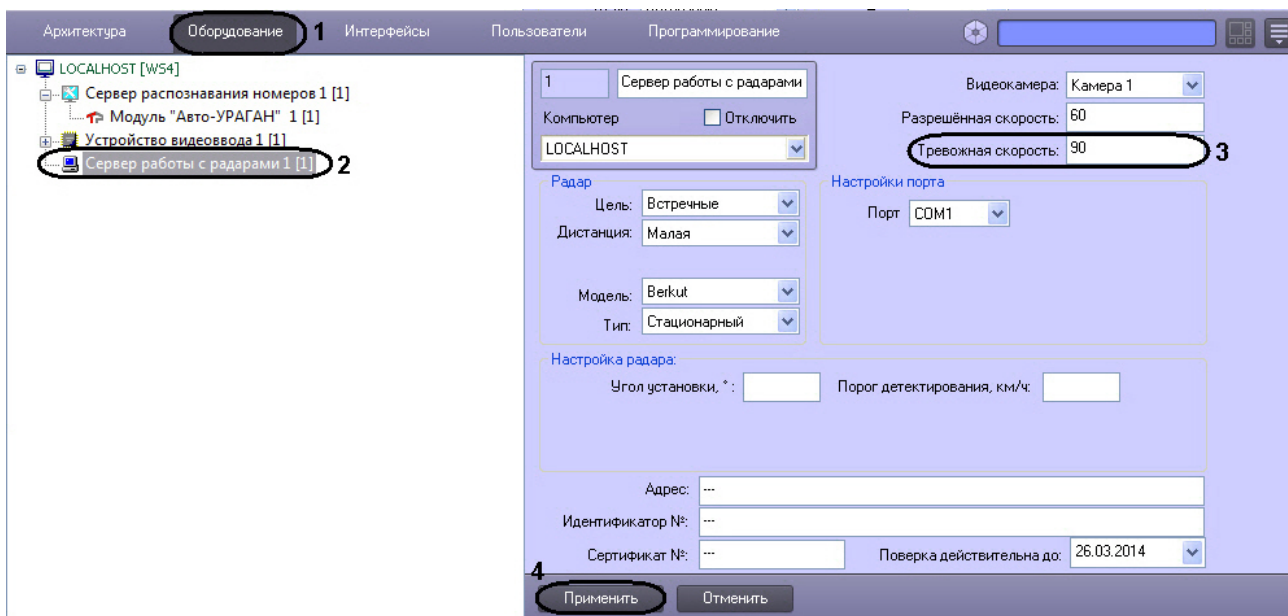 Архитектура Оборудование 1 Интерфейсы Пользователи Программирование
LOCALHOST [WS4]
Сервер распознавания номеров 1 [1]
Модуль "Авто-УРАГАН" 1 [1]
Устройство видеоввода 1 [1]
Сервер работы с радарами 1 [1] 2
1 Сервер работы с радарами
Компьютер Отключить
LOCALHOST
Видеокамера: Камера 1
Разрешённая скорость: 60
Тревожная скорость: 90 3
Радар
Цель: Встречные
Дистанция: Малая
Модель: Berkut
Тип: Стационарный
Настройки порта
Порт COM1
Настройка радара:
Угол установки, ° : Порог детектирования, км/ч:
Адрес: ---
Идентификатор №: ---
Сертификат №: --- Поверка действительна до: 26.03.2014
4
Применить Отменить